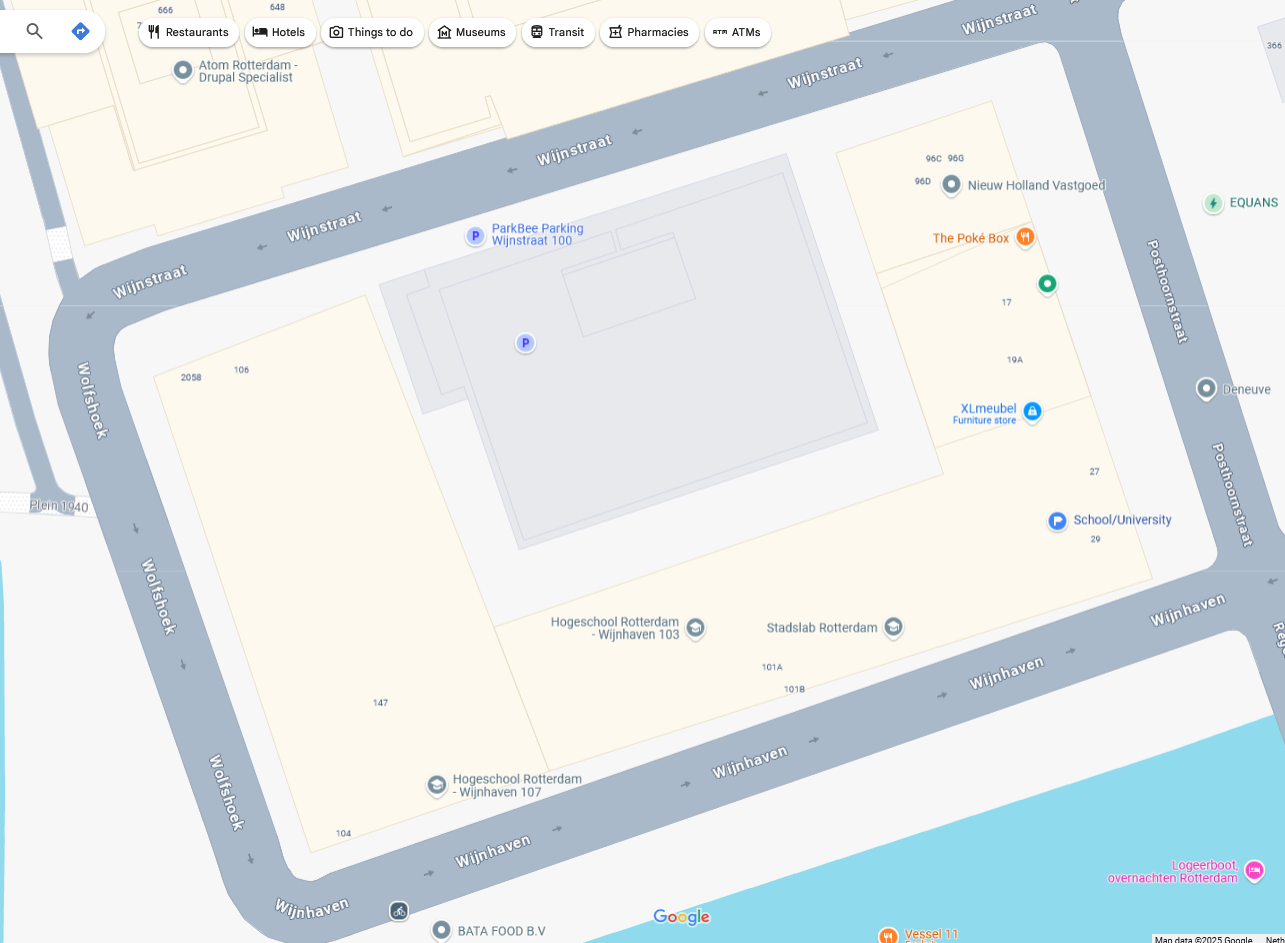 666
648
7
Restaurants
Hotels
Things to do
Museums
Transit
Pharmacies
ATMs
Wijnstraat
366
Atom Rotterdam -
Drupal Specialist
Wijnstraat
Wijnstraat
96C 96G
96D
Nieuw Holland Vastgoed
EQUANS
Wijnstraat
ParkBee Parking
Wijnstraat 100
The Poké Box
Posthoornstraat
Wijnstraat
P
P
17
19A
106
2058
Wolfshoek
XLmeubel
Furniture store
Deneuve
27
Posthoornstraat
Plein 1940
School/University
29
Wolfshoek
Hogeschool Rotterdam
- Wijnhaven 103
Stadslab Rotterdam
Wijnhaven
101A
101B
Wijnhaven
147
Wijnhaven
Wolfshoek
Hogeschool Rotterdam
- Wijnhaven 107
104
Wijnhaven
Wijnhaven
Logeerboot,
overnachten Rotterdam
BATA FOOD B.V
Google
Vessel 11
Map data ©2025 Google